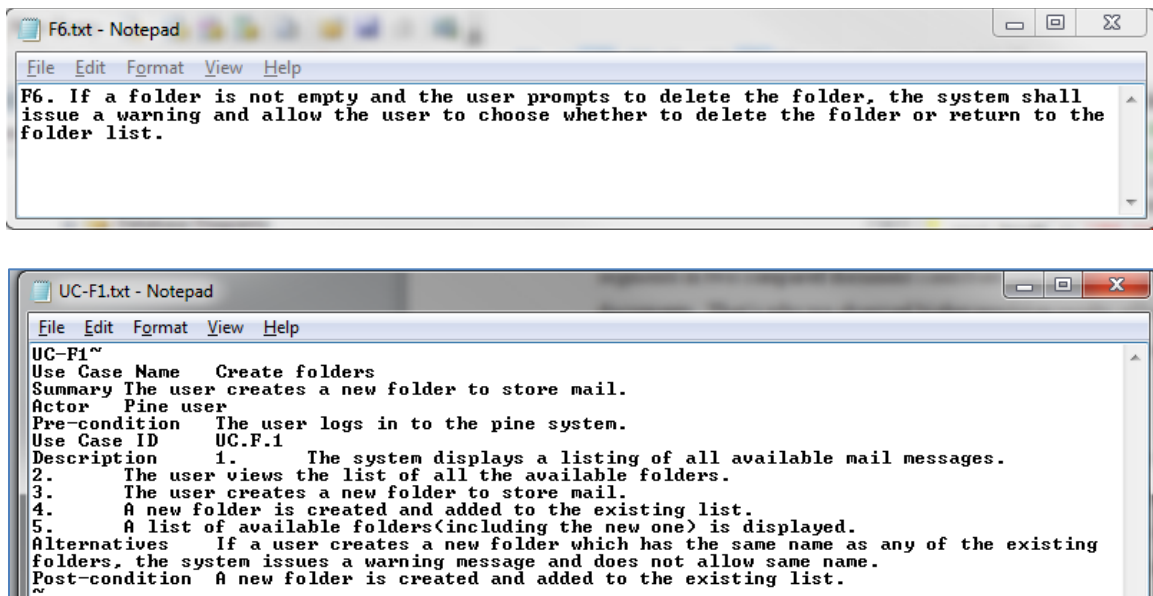 F6.txt - Notepad
File Edit Format View Help
F6. If a folder is not empty and the user prompts to delete the folder, the system shall
issue a warning and allow the user to choose whether to delete the folder or return to the
folder list.
UC-F1.txt - Notepad
File Edit Format View Help
UC-F1~
Use Case Name Create folders
Summary The user creates a new folder to store mail.
Actor Pine user
Pre-condition The user logs in to the pine system.
Use Case ID UC.F.1
Description 1. The system displays a listing of all available mail messages.
2. The user views the list of all the available folders.
3. The user creates a new folder to store mail.
4. A new folder is created and added to the existing list.
5. A list of available folders(including the new one) is displayed.
Alternatives If a user creates a new folder which has the same name as any of the existing
folders, the system issues a warning message and does not allow same name.
Post-condition A new folder is created and added to the existing list.
~